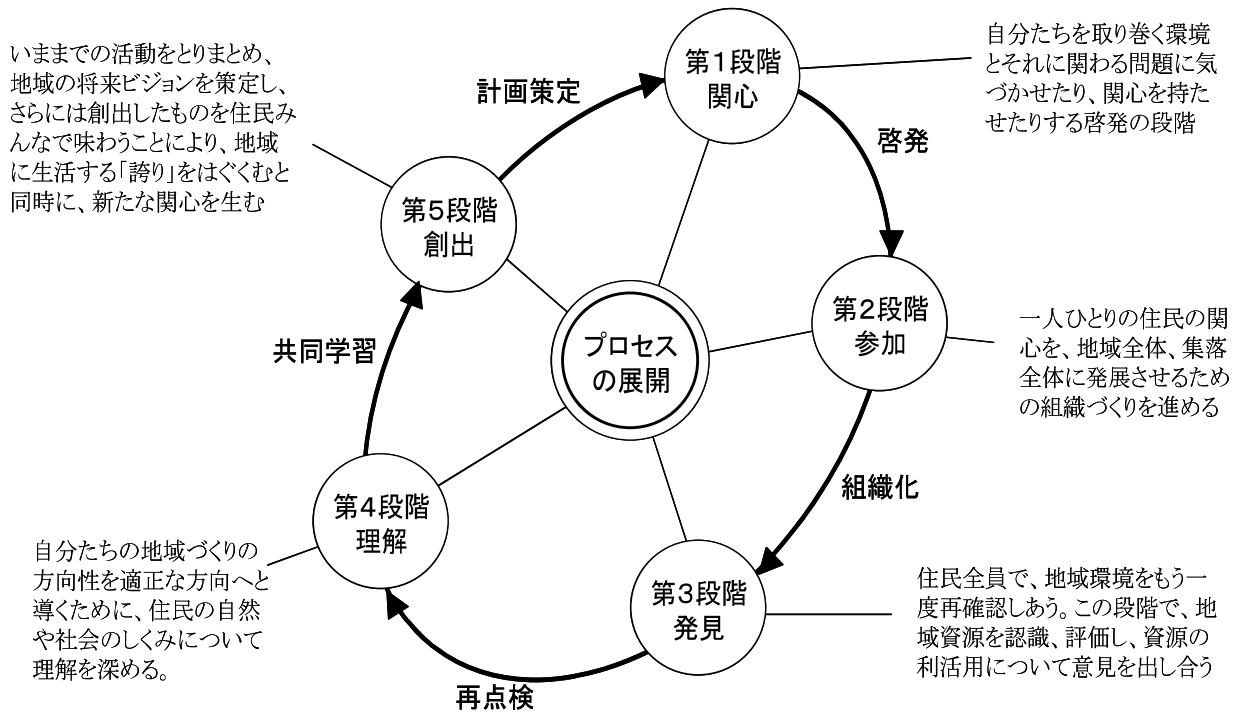 第1段階
関心
自分たちを取り巻く環境
とそれに関わる問題に気
づかせたり、関心を持た
せたりする啓発の段階
啓発
第2段階
参加
一人ひとりの住民の関
心を、地域全体、集落
全体に発展させるため
の組織づくりを進める
組織化
第3段階
発見
住民全員で、地域環境をもう一
度再確認しあう。この段階で、地
域資源を認識、評価し、資源の
利活用について意見を出し合う
再点検
第4段階
理解
自分たちの地域づくりの
方向性を適正な方向へと
導くために、住民の自然
や社会のしくみについて
理解を深める。
共同学習
第5段階
創出
いままでの活動をとりまとめ、
地域の将来ビジョンを策定し、
さらには創出したものを住民み
んなで味わうことにより、地域
に生活する「誇り」をはぐくむと
同時に、新たな関心を生む
計画策定
プロセス
の展開